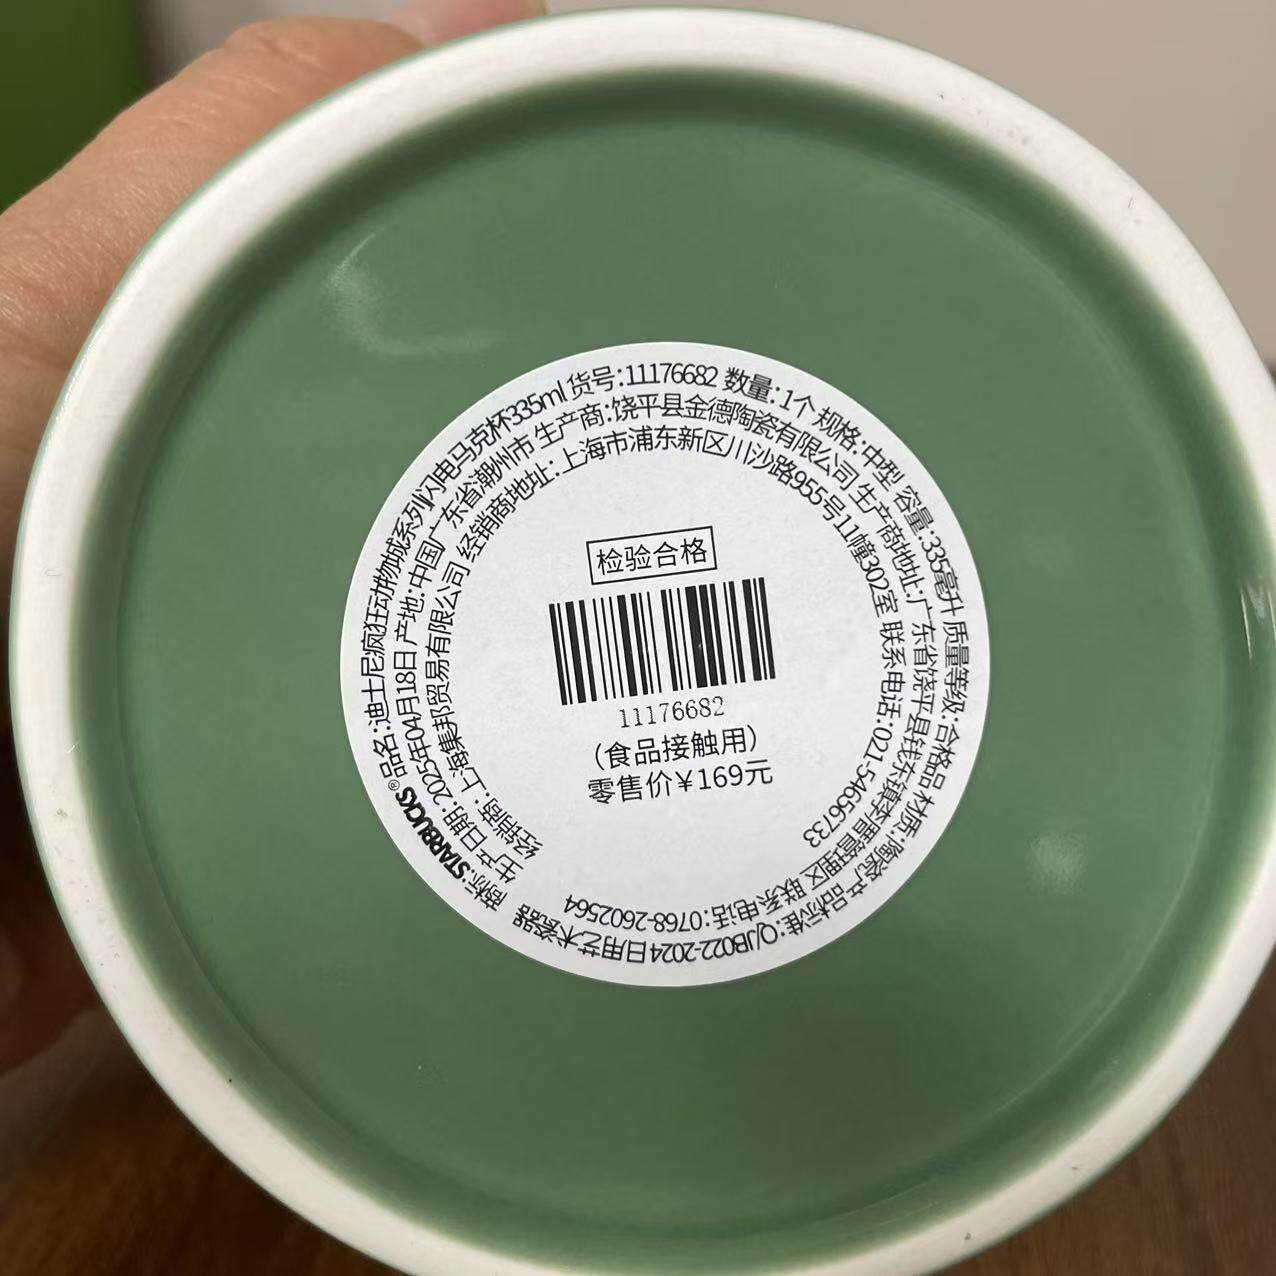 商标:STARBUCKS® 品名:迪士尼疯狂动物城系列闪电马克杯335ml 货号:11176682 数量:1个 规格:中型 容量:335毫升 质量等级:合格品 材质:陶瓷 产品标准:Q/JB022-2024日用艺术瓷器
生产日期:2025年04月18日 产地:中国广东省潮州市 生产商:饶平县金德陶瓷有限公司 生产商地址:广东省饶平县钱东镇李厝管理区 联系电话:0768-2602564
经销商:上海集邦贸易有限公司 经销商地址:上海市浦东新区川沙路955号11幢302室 联系电话:021-54656733
检验合格
11176682
(食品接触用)
零售价¥169元